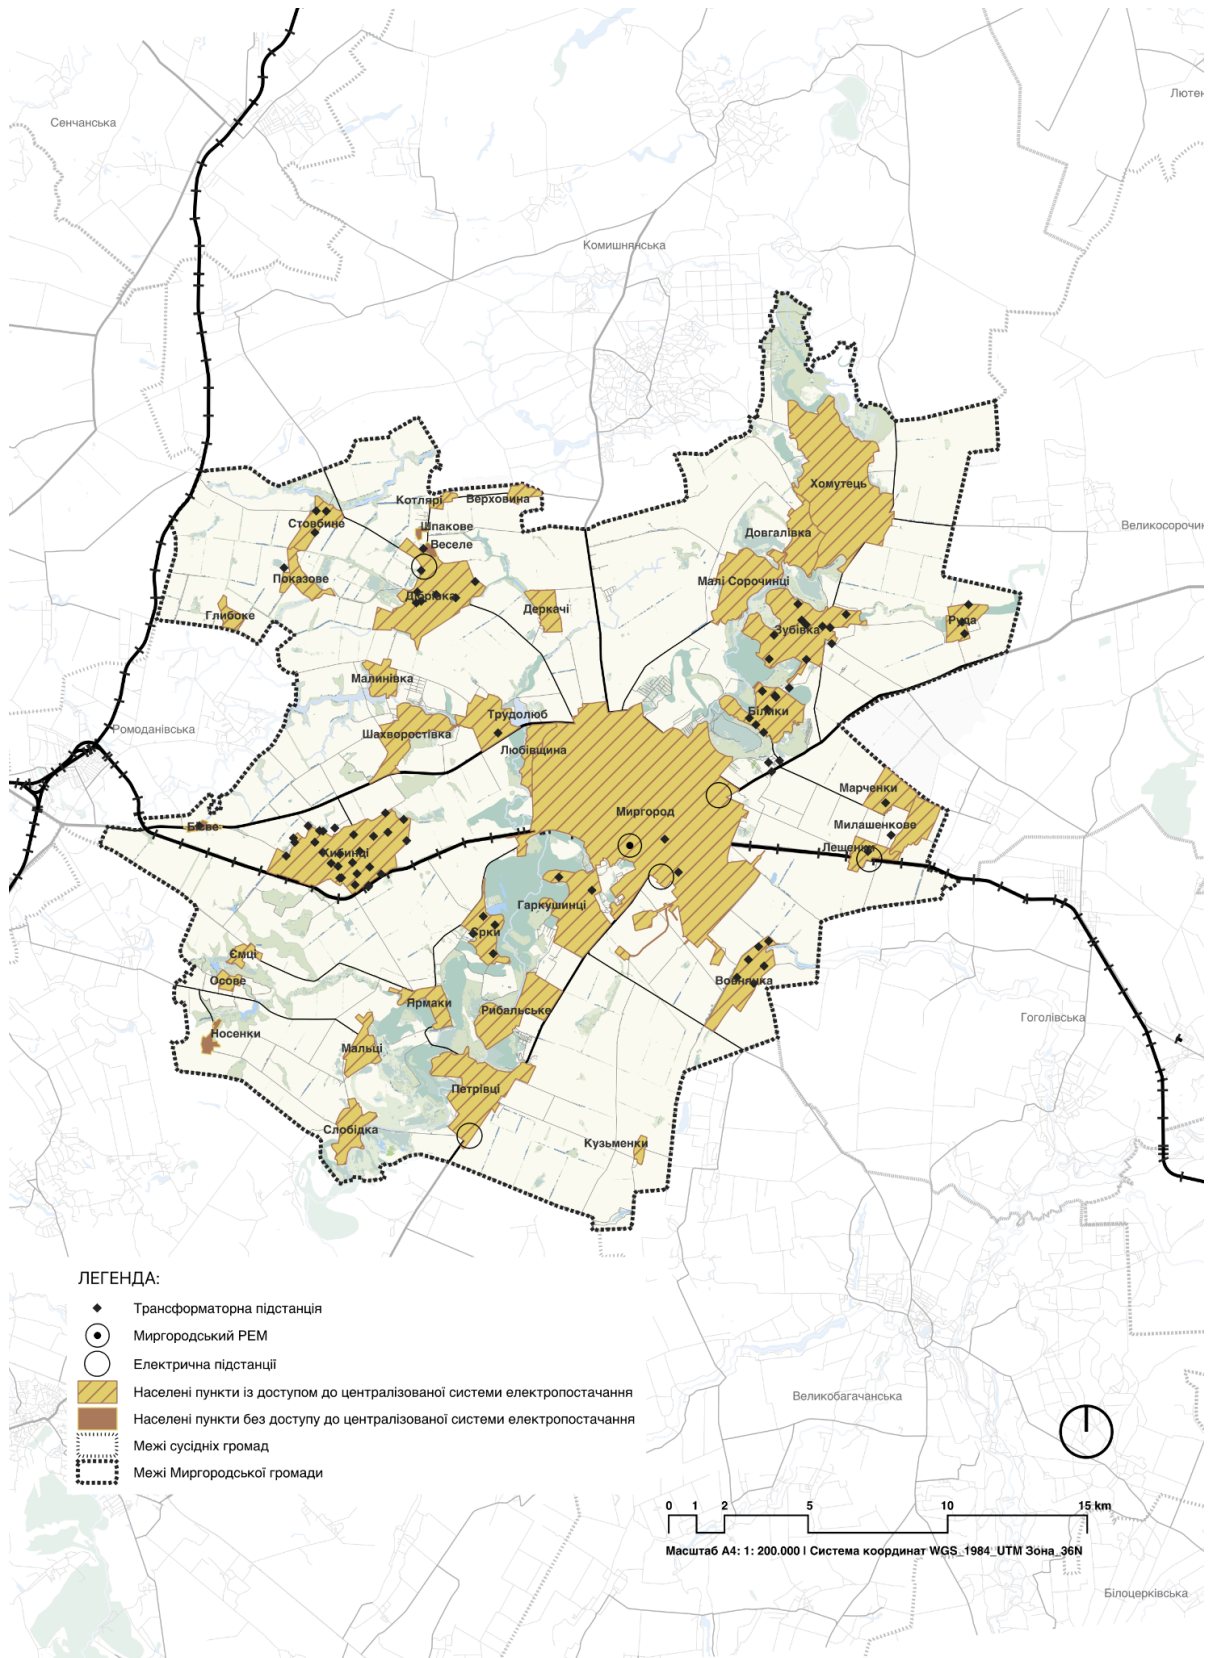 Сенчанська
Лютен
Комишнянська
Хомутець
Котлярі
Верховина
Стовбине
Шпакове
Великосорочин
Довгалівка
Веселе
Показове
Малі Сорочинці
Дібрівка
Деркачі
Глибоке
Руда
Зубівка
Малинівка
Білики
Трудолюб
Ромоданівська
Шахворостівка
Любівщина
Марченки
Миргород
Милашенкове
Бієве
Лещенки
Кибинці
Гаркушинці
Єрки
Ємці
Осове
Вовнянка
Ярмаки
Рибальське
Гоголівська
Носенки
Мальці
Петрівці
Слобідка
Кузьменки
ЛЕГЕНДА:
Трансформаторна підстанція
Миргородський РЕМ
Електрична підстанції
Населені пункти із доступом до централізованої системи електропостачання
Населені пункти без доступу до централізованої системи електропостачання
Межі сусідніх громад
Межі Миргородської громади
Великобагачанська
0 1 2 5 10 15 km
Масштаб А4: 1: 200.000 | Система координат WGS_1984_UTM Зона_36N
Білоцерківська